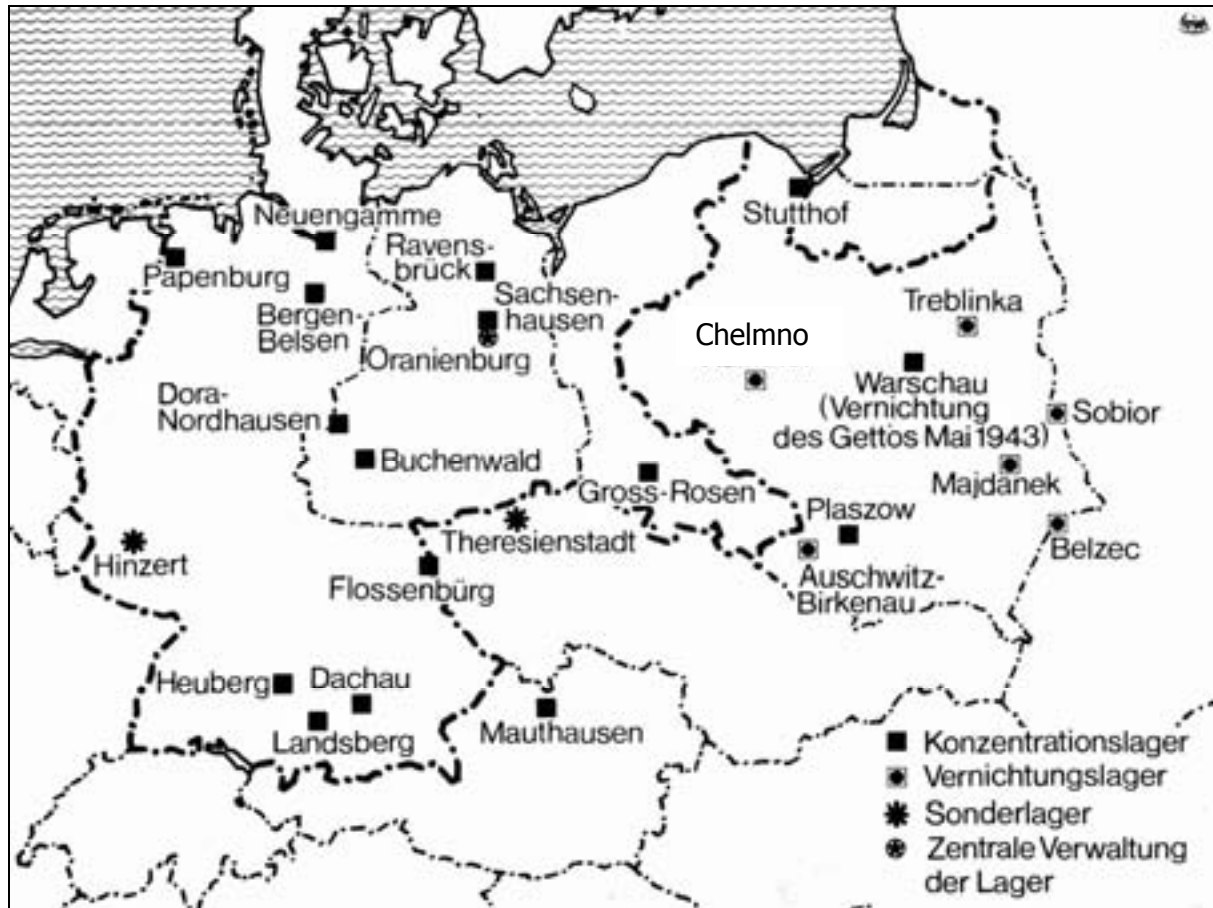 Neuengamme
Papenburg
Bergen-
Belsen
Ravens-
brück
Sachsen-
hausen
Oranienburg
Stutthof
Treblinka
Chelmno
Warschau
(Vernichtung
des Gettos Mai 1943)
Sobior
Majdanek
Dora-
Nordhausen
Buchenwald
Gross-Rosen
Plaszow
Belzec
Auschwitz-
Birkenau
Theresienstadt
Hinzert
Flossenbürg
Heuberg
Dachau
Landsberg
Mauthausen
Konzentrationslager
Vernichtungslager
Sonderlager
Zentrale Verwaltung
der Lager